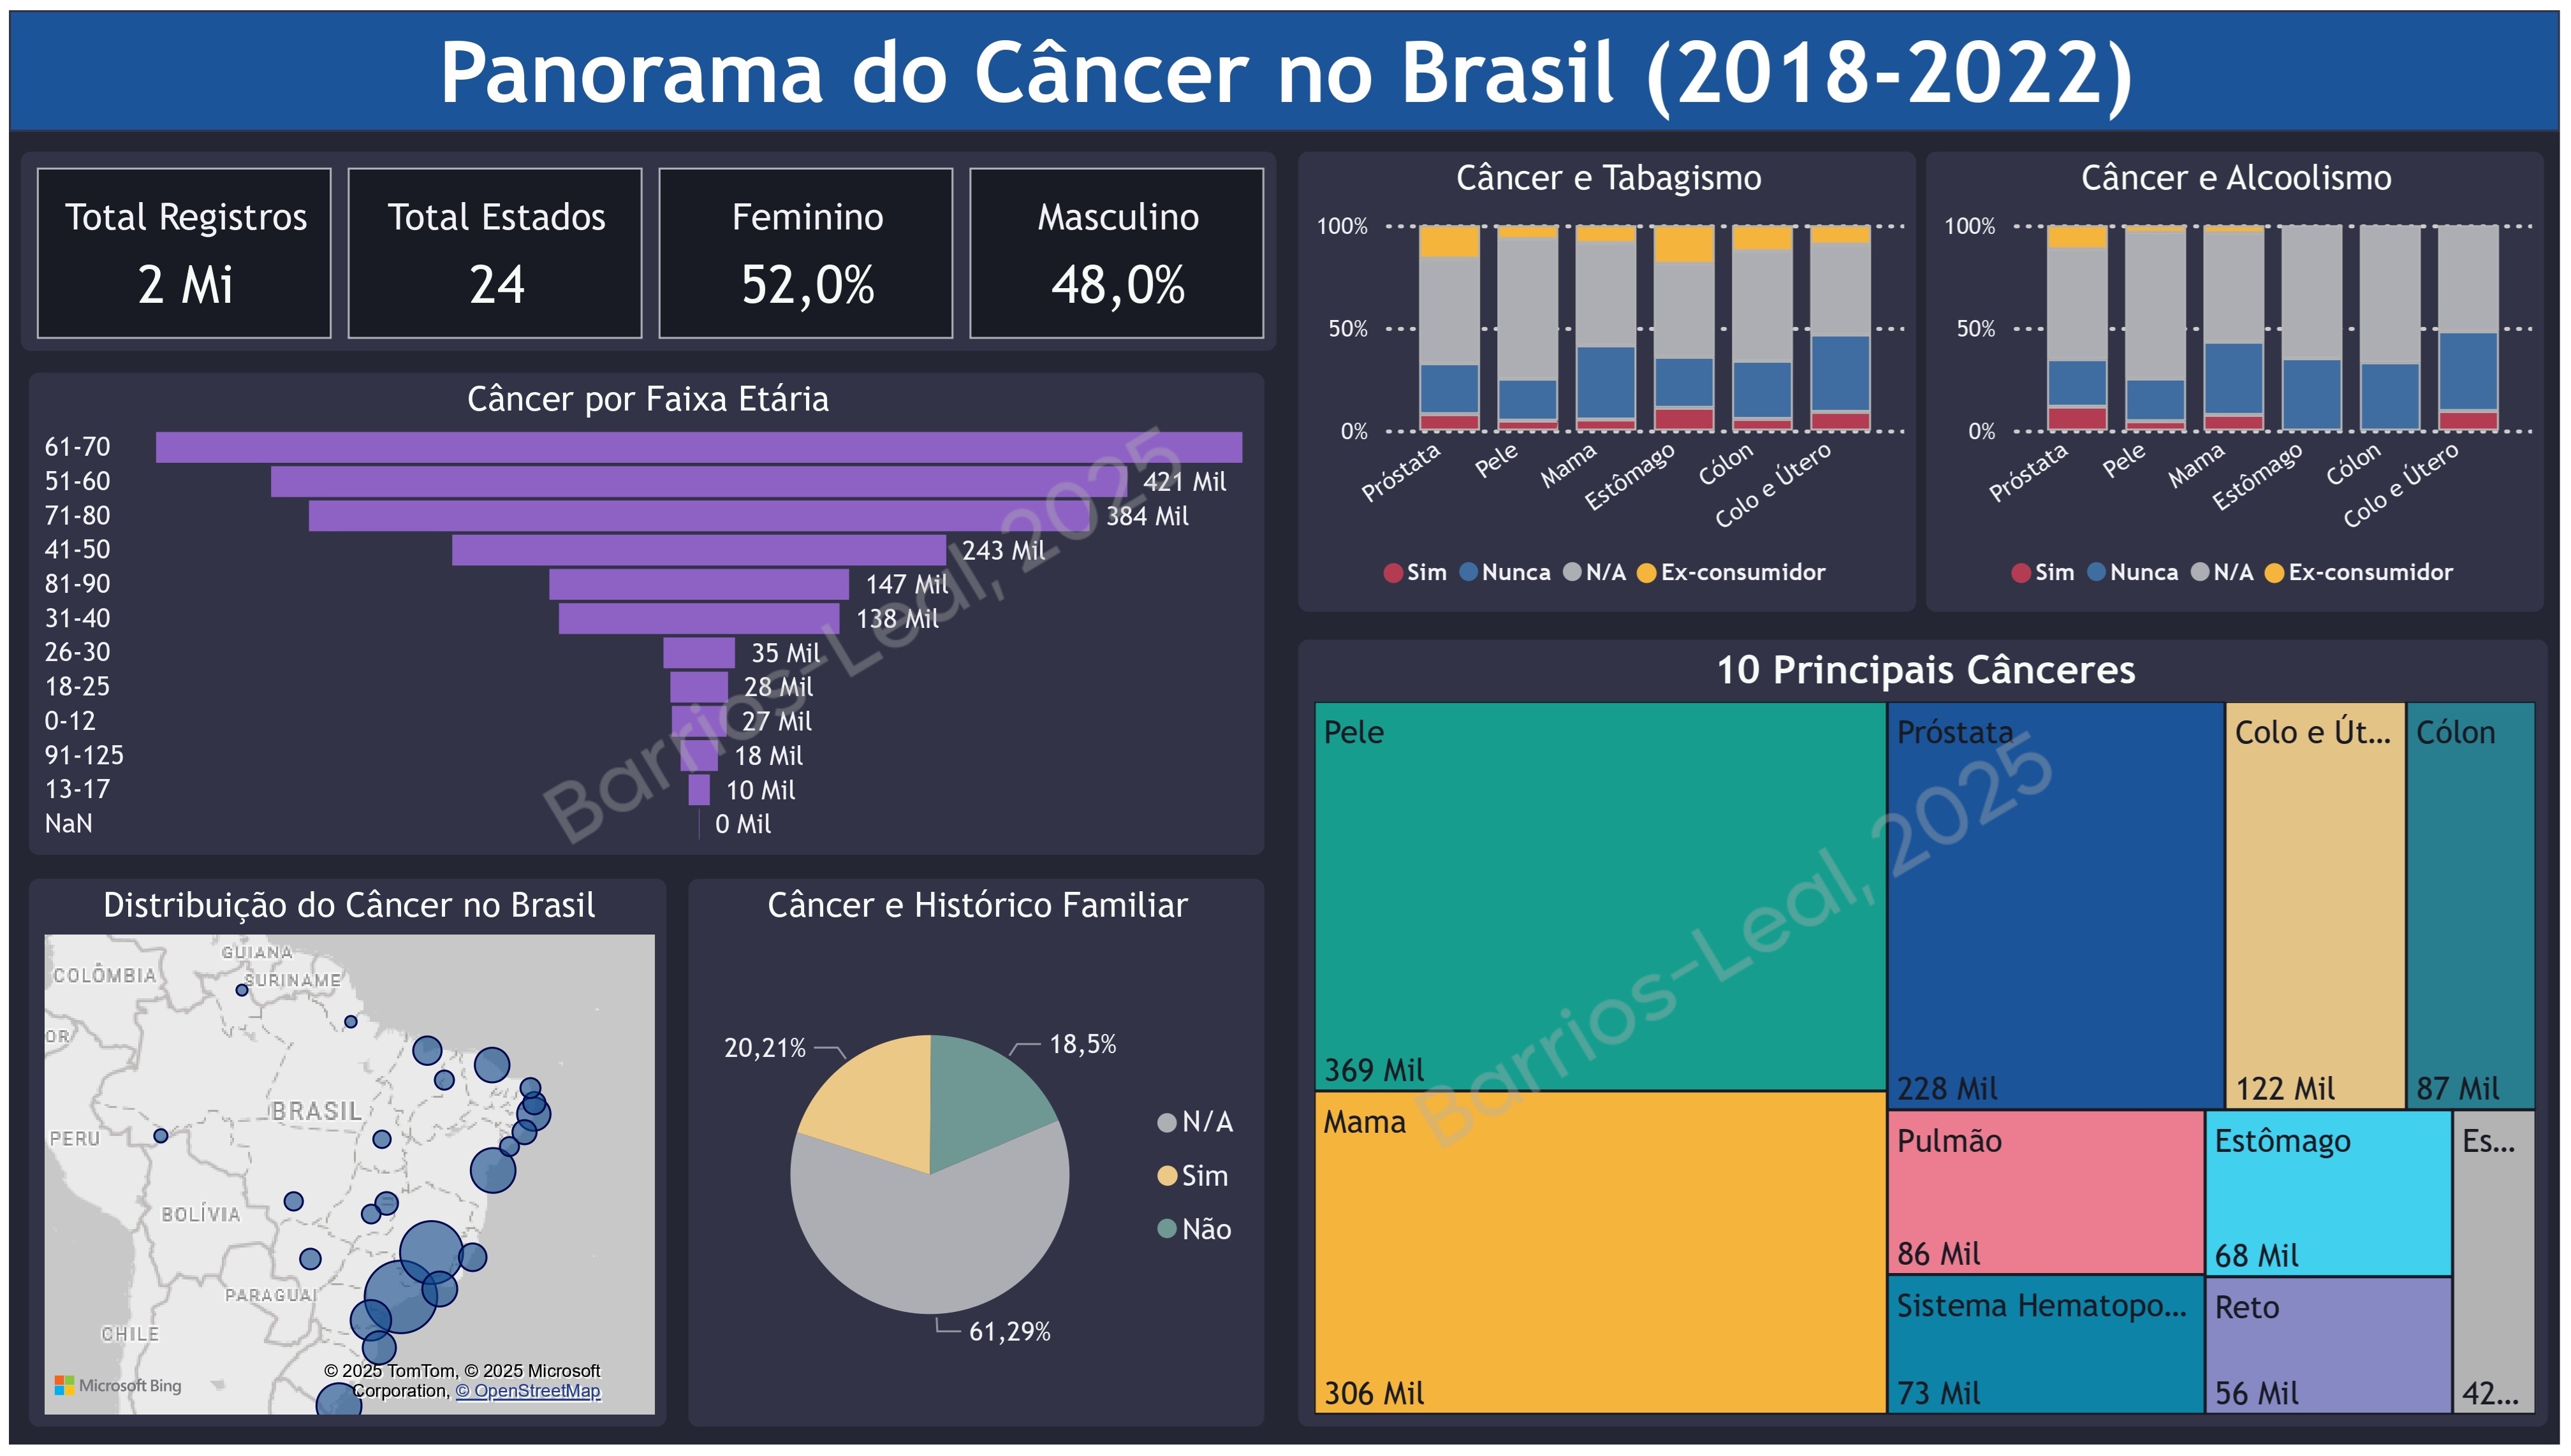 Panorama do Câncer no Brasil (2018-2022)
Total Registros
2 Mi
Total Estados
24
Feminino
52,0%
Masculino
48,0%
Câncer por Faixa Etária
61-70
51-60
421 Mil
71-80
384 Mil
41-50
243 Mil
81-90
147 Mil
31-40
138 Mil
26-30
35 Mil
18-25
28 Mil
0-12
27 Mil
91-125
18 Mil
13-17
10 Mil
NaN
0 Mil
Barrios-Leal, 2025
Câncer e Tabagismo
100%
50%
0%
Próstata
Pele
Mama
Estômago
Cólon
Colo e Útero
Sim
Nunca
N/A
Ex-consumidor
Câncer e Alcoolismo
100%
50%
0%
Próstata
Pele
Mama
Estômago
Cólon
Colo e Útero
Sim
Nunca
N/A
Ex-consumidor
Distribuição do Câncer no Brasil
GUIANA
COLÔMBIA
SURINAME
OR
BRASIL
PERU
BOLÍVIA
PARAGUAI
CHILE
Microsoft Bing
© 2025 TomTom, © 2025 Microsoft
Corporation, © OpenStreetMap
Câncer e Histórico Familiar
20,21%
18,5%
61,29%
N/A
Sim
Não
10 Principais Cânceres
Pele
369 Mil
Mama
306 Mil
Próstata
228 Mil
Colo e Út...
122 Mil
Cólon
87 Mil
Pulmão
86 Mil
Sistema Hematopo...
73 Mil
Estômago
68 Mil
Reto
56 Mil
Es...
42...
Barrios-Leal, 2025